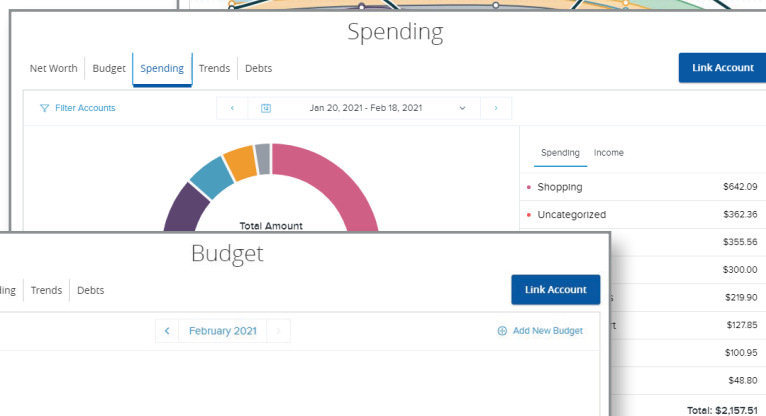 Spending
Net Worth Budget Spending Trends Debts
Link Account
Filter Accounts
Jan 20, 2021 - Feb 18, 2021
Spending Income
Shopping $642.09
Uncategorized $362.36
$355.56
$300.00
$219.90
$127.85
$100.95
$48.80
Total: $2,157.51
Total Amount
Budget
Trends Debts
Link Account
February 2021
Add New Budget